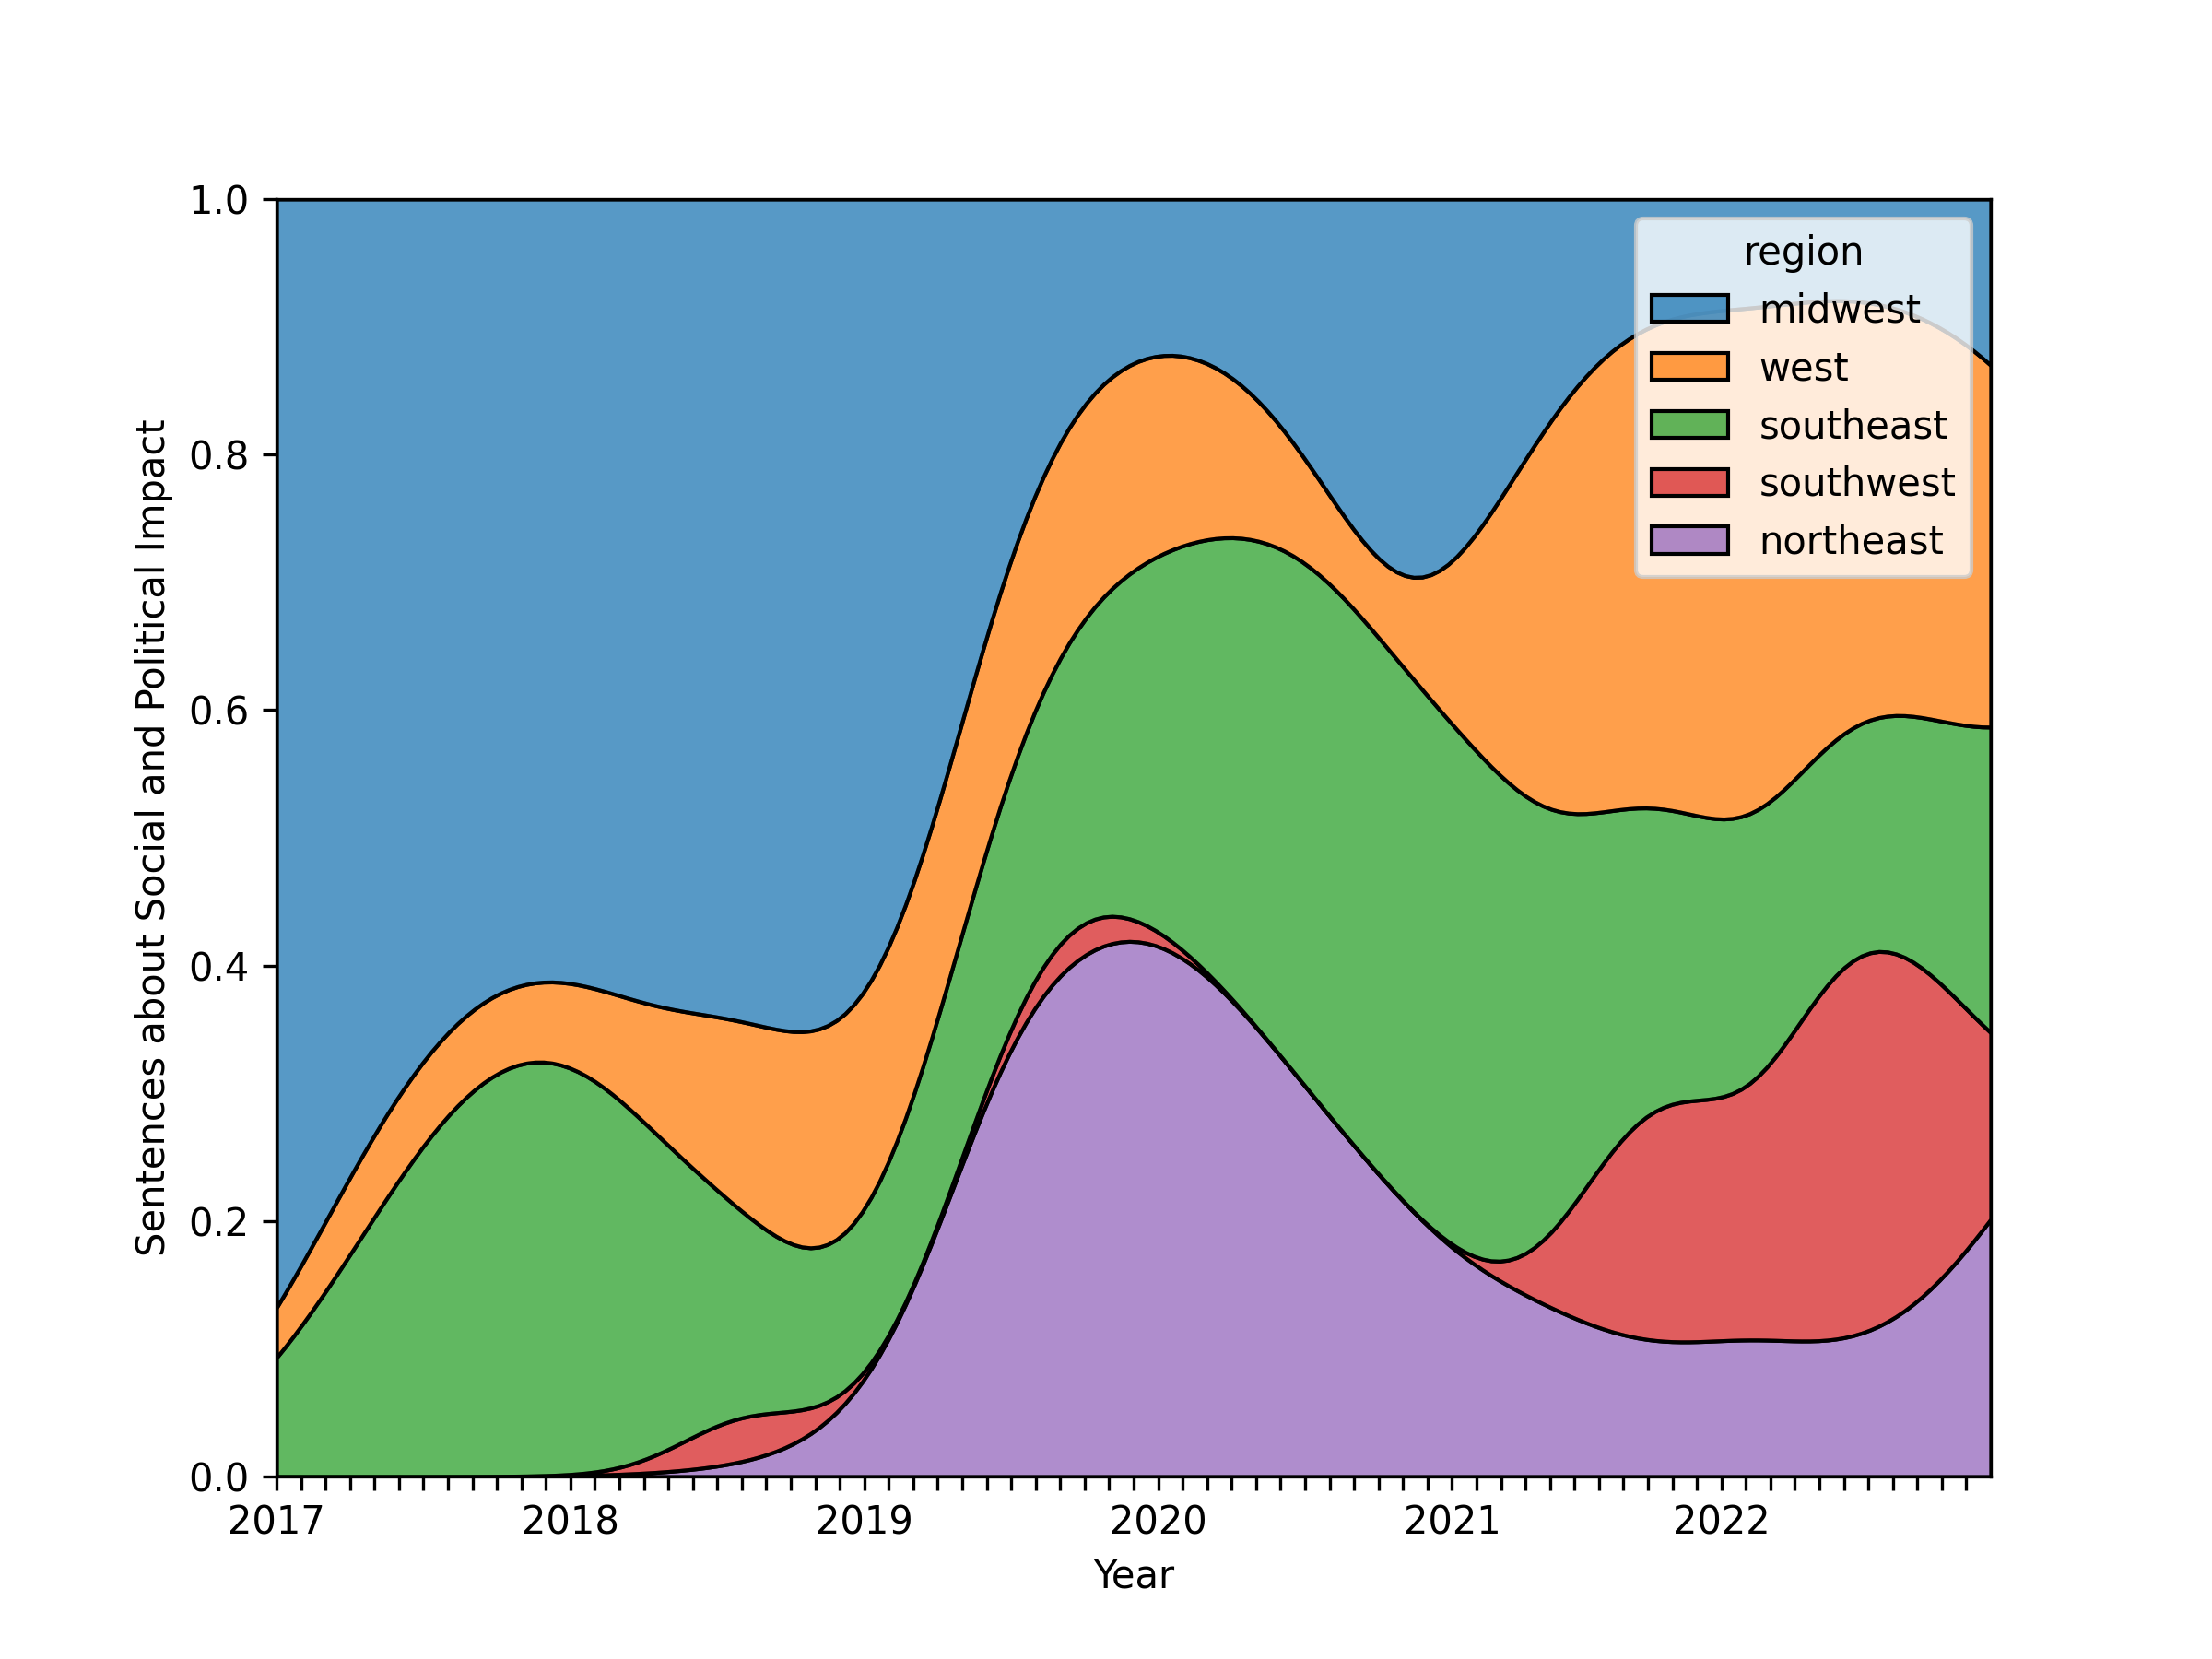 Sentences about Social and Political Impact
1.0
0.8
0.6
0.4
0.2
0.0
region
midwest
west
southeast
southwest
northeast
2017 2018 2019 2020 2021 2022
Year